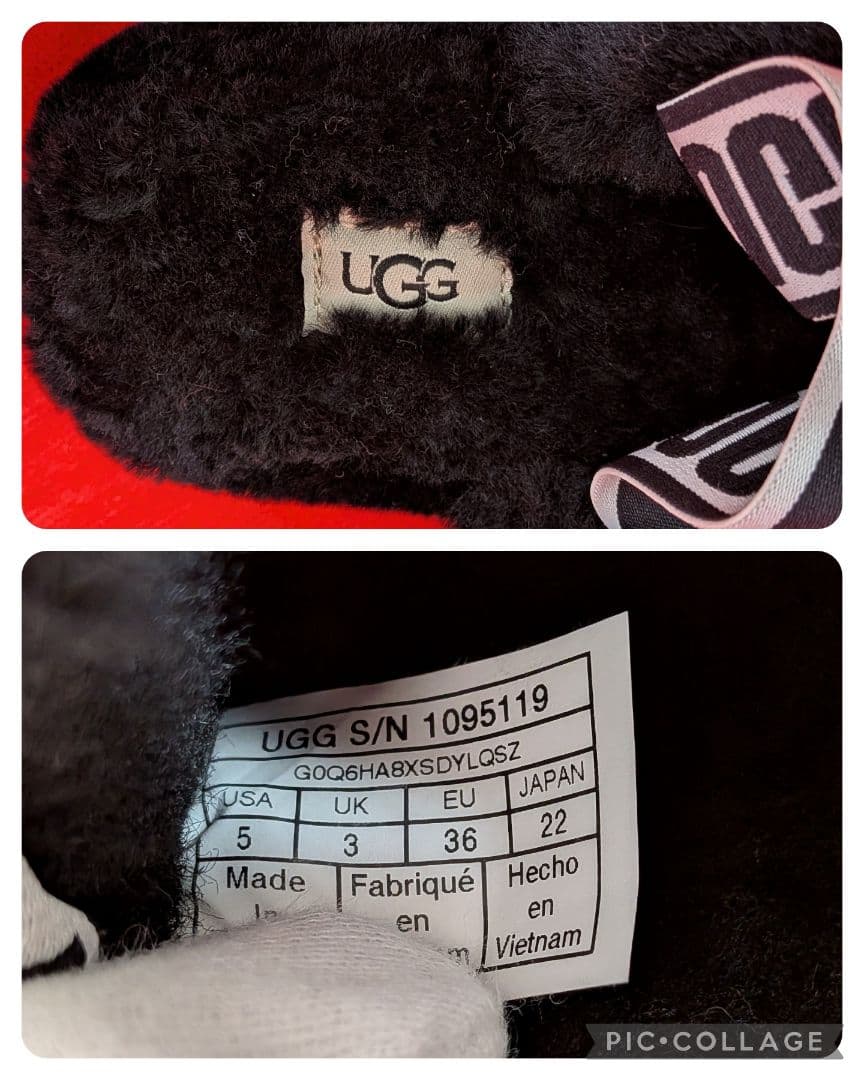 UGG
UGG S/N 1095119
G0Q6HA8XSDYLQSZ
USA UK EU JAPAN
5 3 36 22
Made Fabriqué Hecho
In en en
Vietnam
PIC•COLLAGE